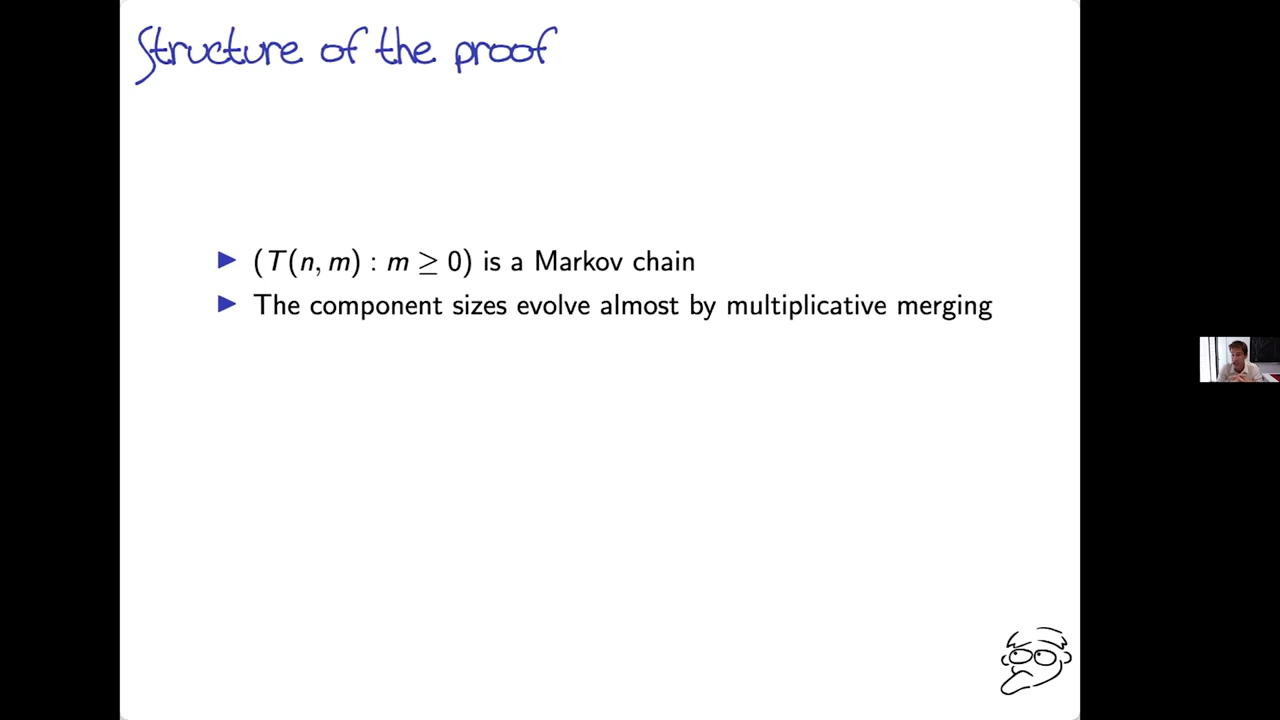 Structure of the proof
▶ (T(n, m) : m ≥ 0) is a Markov chain
▶ The component sizes evolve almost by multiplicative merging